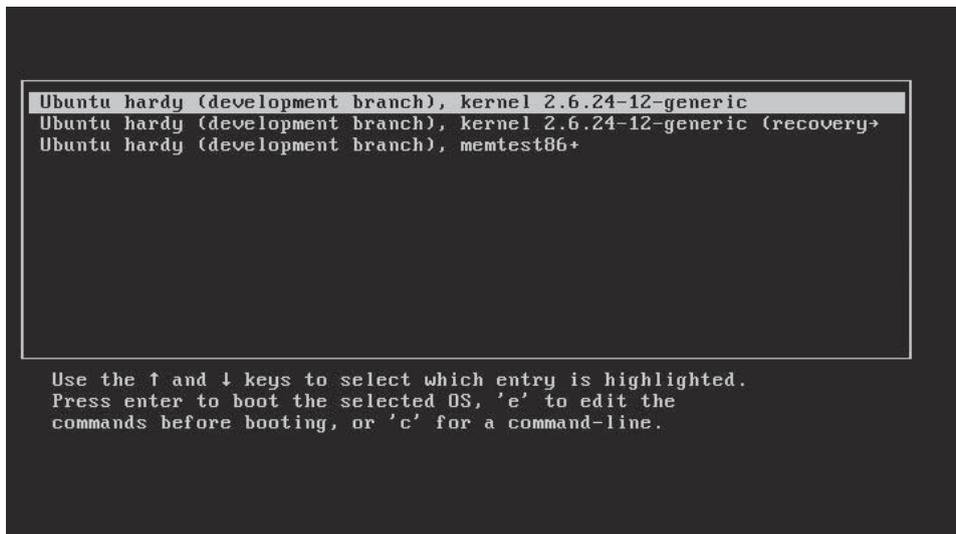 Ubuntu hardy (development branch), kernel 2.6.24-12-generic
Ubuntu hardy (development branch), kernel 2.6.24-12-generic (recovery→
Ubuntu hardy (development branch), memtest86+
Use the ↑ and ↓ keys to select which entry is highlighted.
Press enter to boot the selected OS, 'e' to edit the
commands before booting, or 'c' for a command-line.